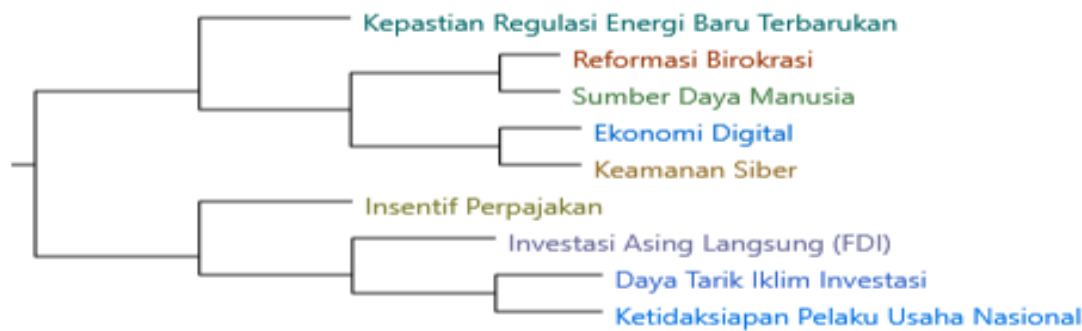 Kepastian Regulasi Energi Baru Terbarukan
Reformasi Birokrasi
Sumber Daya Manusia
Ekonomi Digital
Keamanan Siber
Insentif Perpajakan
Investasi Asing Langsung (FDI)
Daya Tarik Iklim Investasi
Ketidaksiapan Pelaku Usaha Nasional